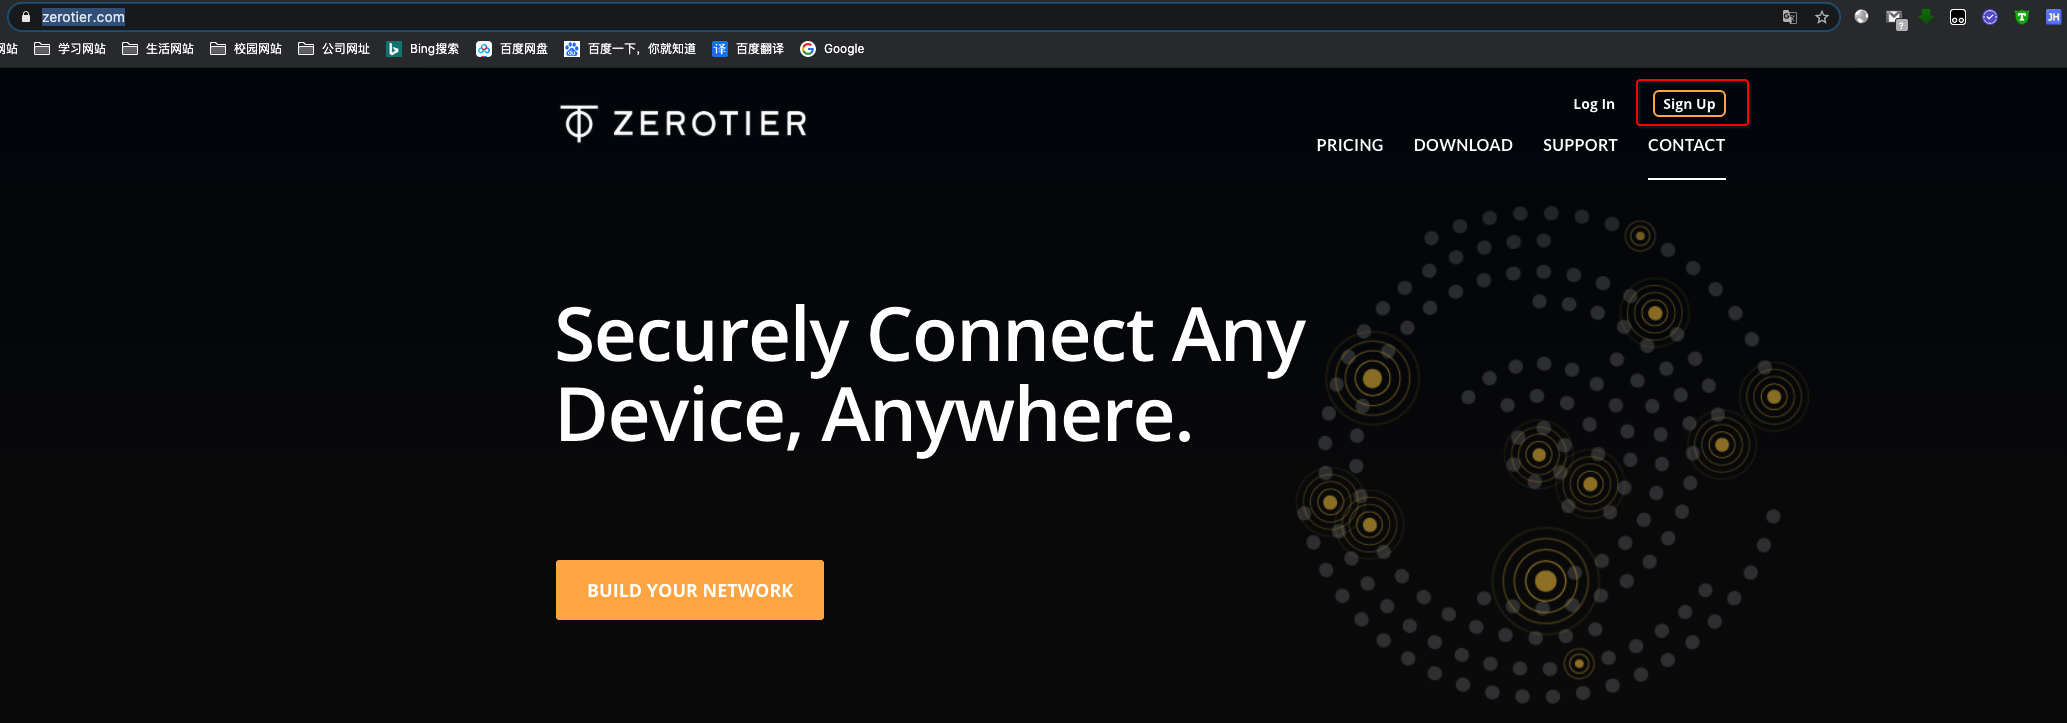 zerotier.com
网站 学习网站 生活网站 校园网站 公司网址 Bing搜索 百度网盘 百度一下，你就知道 译 百度翻译 Google
JH
ZEROTIER
Log In Sign Up
PRICING DOWNLOAD SUPPORT CONTACT
Securely Connect Any
Device, Anywhere.
BUILD YOUR NETWORK